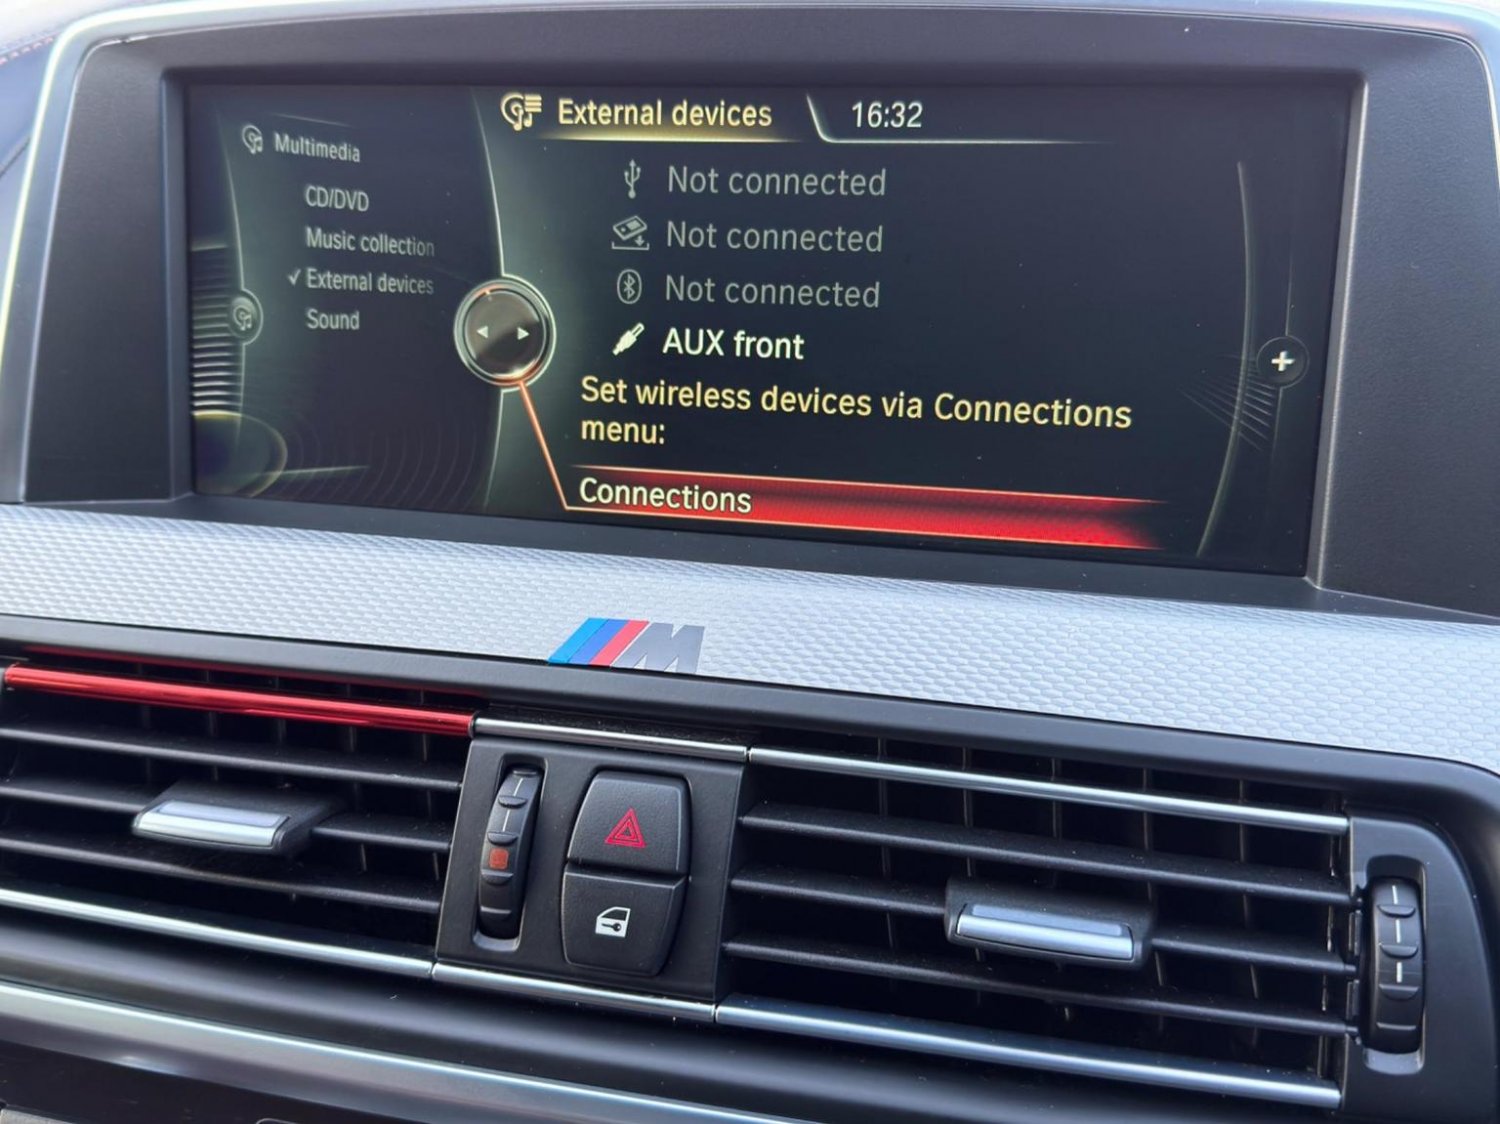 External devices
16:32
Multimedia
CD/DVD
Music collection
External devices
Sound
Not connected
Not connected
Not connected
AUX front
Set wireless devices via Connections
menu:
Connections
M